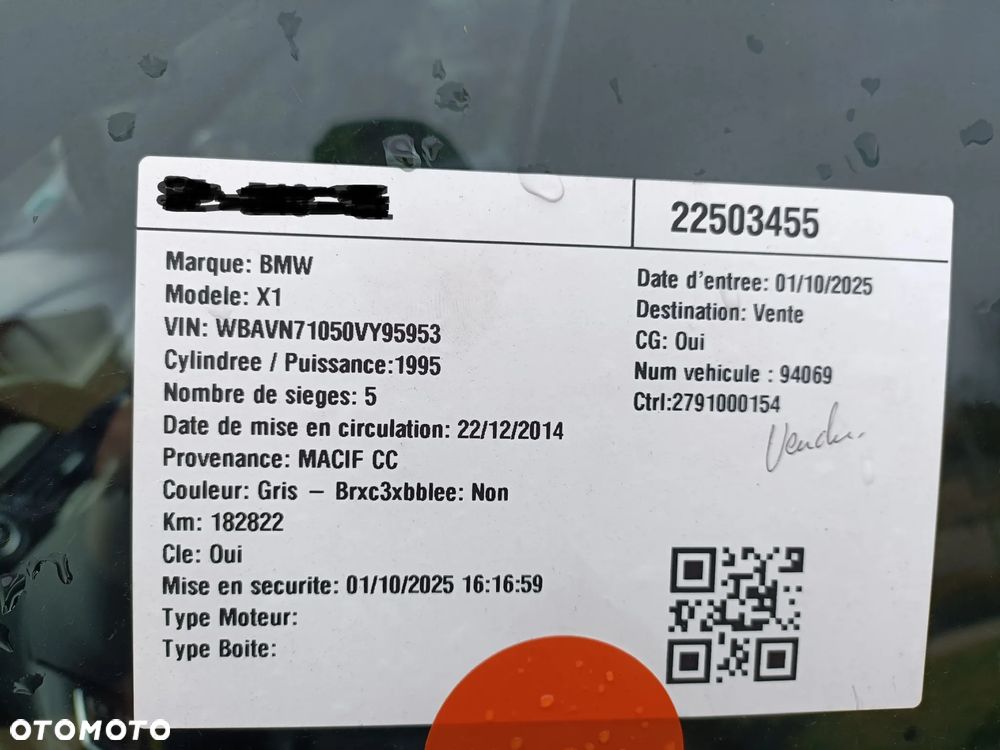 22503455
Marque: BMW
Modele: X1
VIN: WBAVN71050VY95953
Cylindree / Puissance:1995
Nombre de sieges: 5
Date de mise en circulation: 22/12/2014
Provenance: MACIF CC
Couleur: Gris – Brxc3xbblee: Non
Km: 182822
Cle: Oui
Mise en securite: 01/10/2025 16:16:59
Type Moteur:
Type Boite:
Date d'entree: 01/10/2025
Destination: Vente
CG: Oui
Num vehicule : 94069
Ctrl:2791000154
Vendu.
OTOMOTO